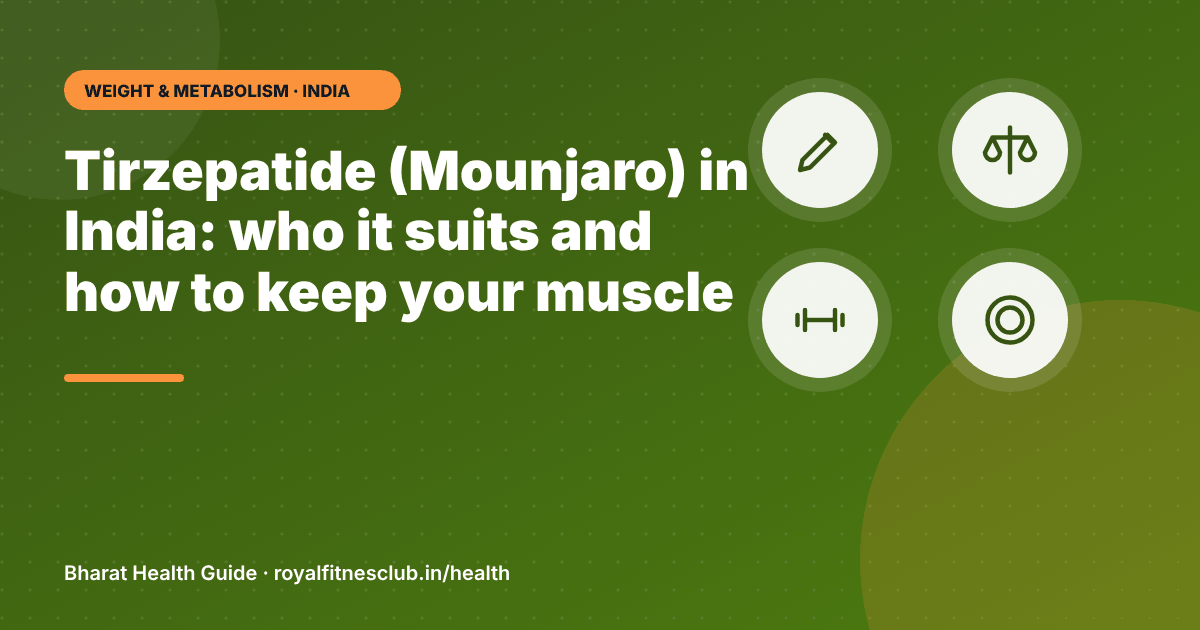 WEIGHT & METABOLISM · INDIA
Tirzepatide (Mounjaro) in
India: who it suits and
how to keep your muscle
Bharat Health Guide · royalfitnesclub.in/health